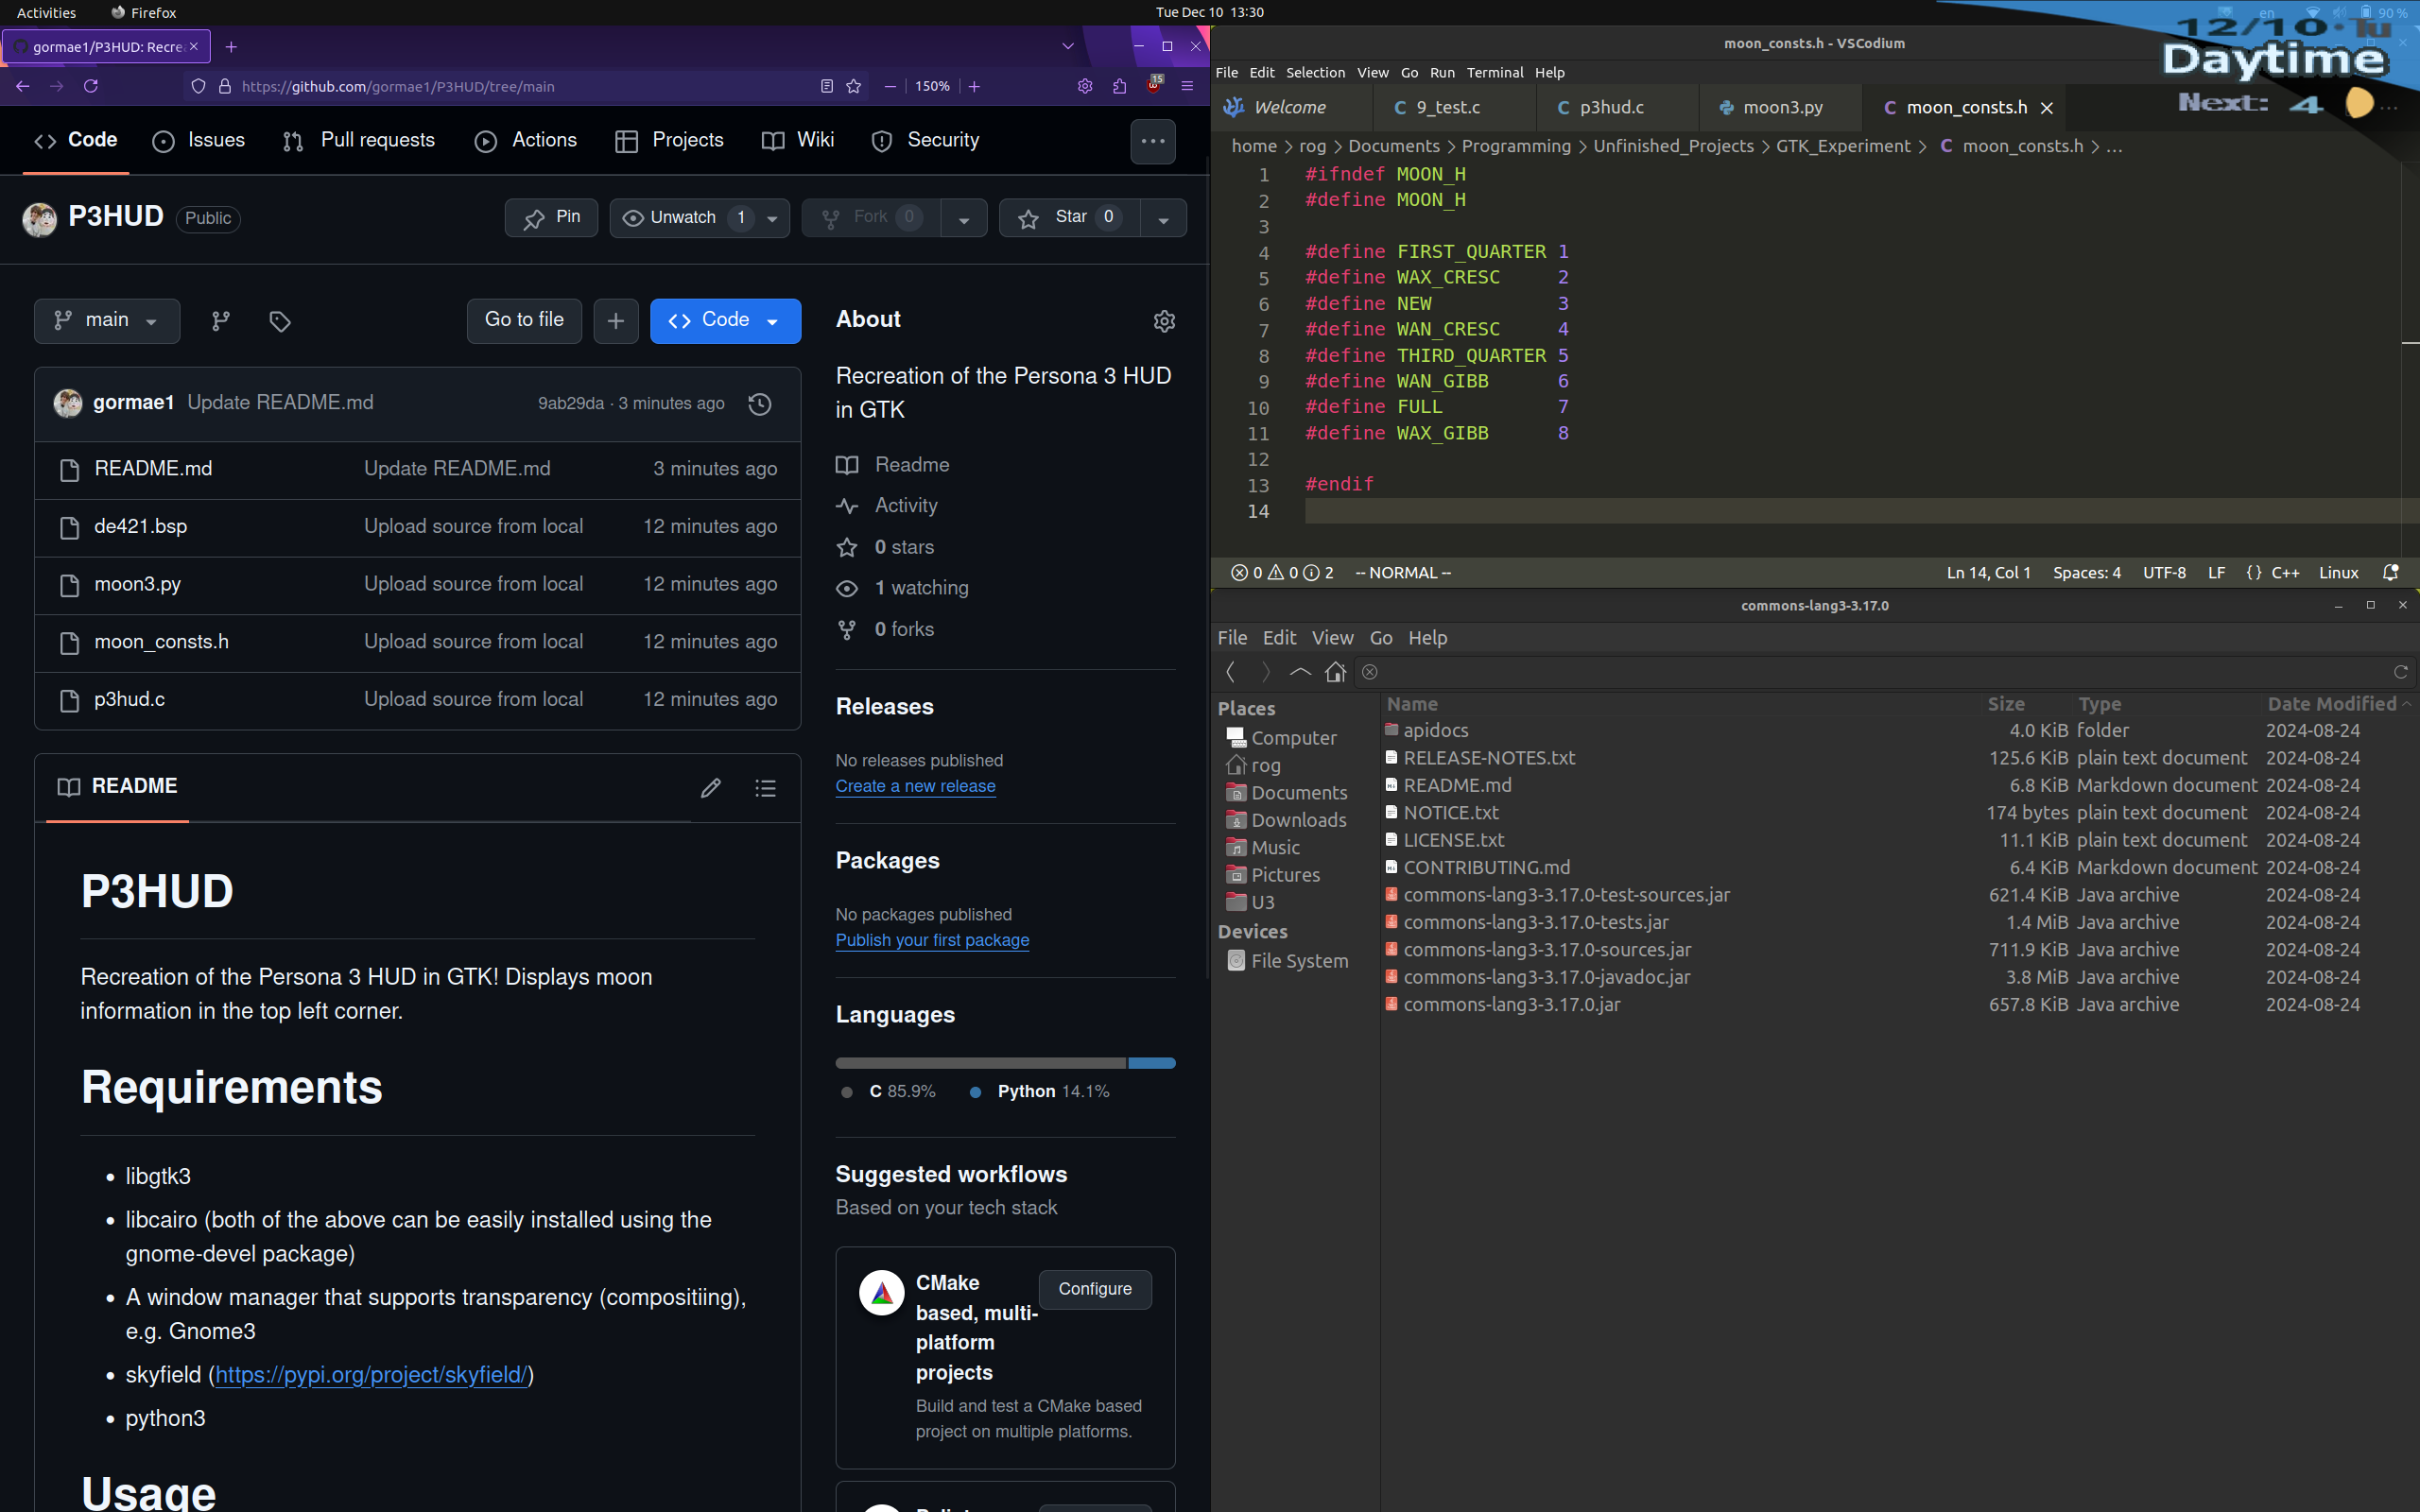 Activities Firefox Tue Dec 10 13:30 en 90 %
gormae1/P3HUD: Recre
https://github.com/gormae1/P3HUD/tree/main 150% 15
Code Issues Pull requests Actions Projects Wiki Security
P3HUD Public Pin Unwatch 1 Fork 0 Star 0
main Go to file Code
gormae1 Update README.md 9ab29da · 3 minutes ago
README.md Update README.md 3 minutes ago
de421.bsp Upload source from local 12 minutes ago
moon3.py Upload source from local 12 minutes ago
moon_consts.h Upload source from local 12 minutes ago
p3hud.c Upload source from local 12 minutes ago
README
P3HUD
Recreation of the Persona 3 HUD in GTK! Displays moon
information in the top left corner.
Requirements
• libgtk3
• libcairo (both of the above can be easily installed using the
gnome-devel package)
• A window manager that supports transparency (compositiing),
e.g. Gnome3
• skyfield (https://pypi.org/project/skyfield/)
• python3
Usage
About
Recreation of the Persona 3 HUD
in GTK
Readme
Activity
0 stars
1 watching
0 forks
Releases
No releases published
Create a new release
Packages
No packages published
Publish your first package
Languages
C 85.9% Python 14.1%
Suggested workflows
Based on your tech stack
CMake
based, multi-
platform
projects
Configure
Build and test a CMake based
project on multiple platforms.
moon_consts.h - VSCodium
12/10·Tu
Daytime
Next: 4
File Edit Selection View Go Run Terminal Help
Welcome C 9_test.c C p3hud.c moon3.py C moon_consts.h ...
home > rog > Documents > Programming > Unfinished_Projects > GTK_Experiment > C moon_consts.h > ...
1 #ifndef MOON_H
2 #define MOON_H
3
4 #define FIRST_QUARTER 1
5 #define WAX_CRESC 2
6 #define NEW 3
7 #define WAN_CRESC 4
8 #define THIRD_QUARTER 5
9 #define WAN_GIBB 6
10 #define FULL 7
11 #define WAX_GIBB 8
12
13 #endif
14
0 0 2 -- NORMAL -- Ln 14, Col 1 Spaces: 4 UTF-8 LF {} C++ Linux
commons-lang3-3.17.0
File Edit View Go Help
Places
Computer
rog
Documents
Downloads
Music
Pictures
U3
Devices
File System
Name Size Type Date Modified
apidocs 4.0 KiB folder 2024-08-24
RELEASE-NOTES.txt 125.6 KiB plain text document 2024-08-24
README.md 6.8 KiB Markdown document 2024-08-24
NOTICE.txt 174 bytes plain text document 2024-08-24
LICENSE.txt 11.1 KiB plain text document 2024-08-24
CONTRIBUTING.md 6.4 KiB Markdown document 2024-08-24
commons-lang3-3.17.0-test-sources.jar 621.4 KiB Java archive 2024-08-24
commons-lang3-3.17.0-tests.jar 1.4 MiB Java archive 2024-08-24
commons-lang3-3.17.0-sources.jar 711.9 KiB Java archive 2024-08-24
commons-lang3-3.17.0-javadoc.jar 3.8 MiB Java archive 2024-08-24
commons-lang3-3.17.0.jar 657.8 KiB Java archive 2024-08-24